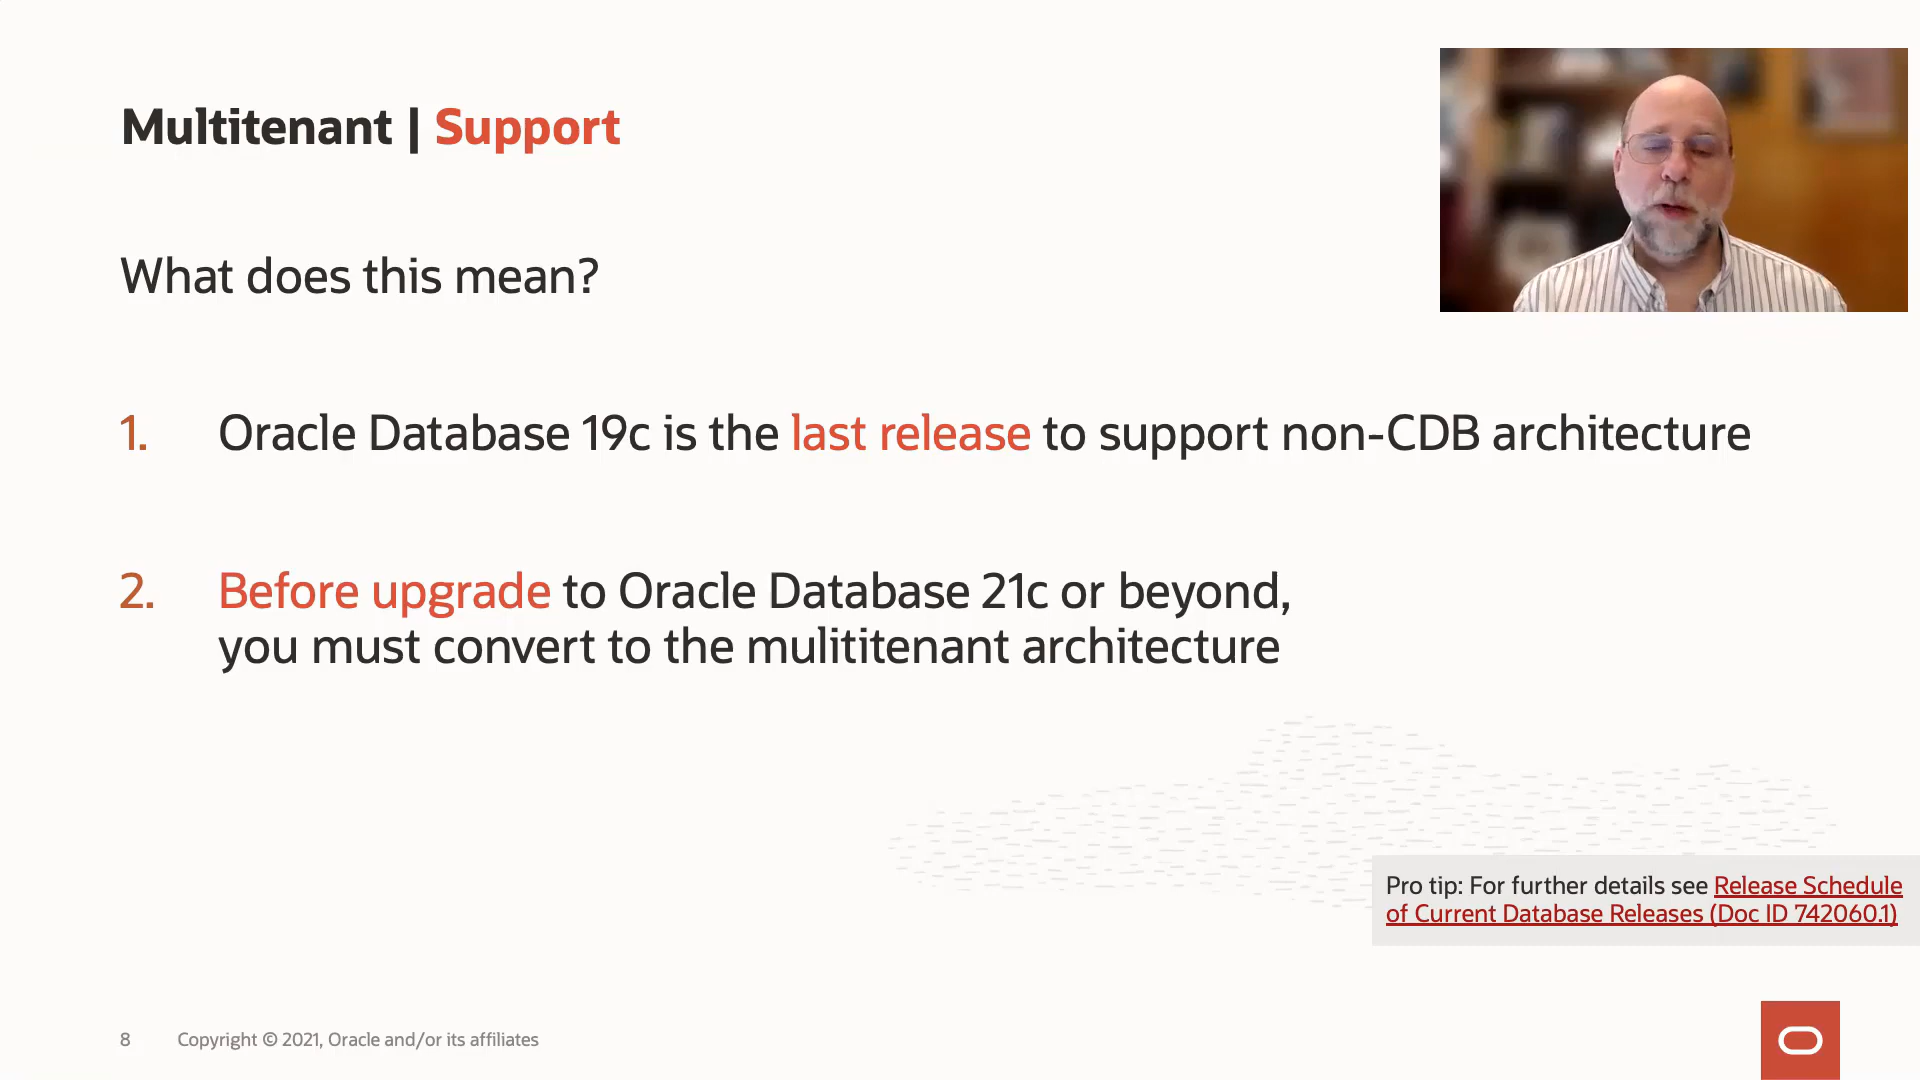 Multitenant | Support
What does this mean?
1. Oracle Database 19c is the last release to support non-CDB architecture
2. Before upgrade to Oracle Database 21c or beyond,
you must convert to the mulititenant architecture
Pro tip: For further details see Release Schedule
of Current Database Releases (Doc ID 742060.1)
8 Copyright © 2021, Oracle and/or its affiliates